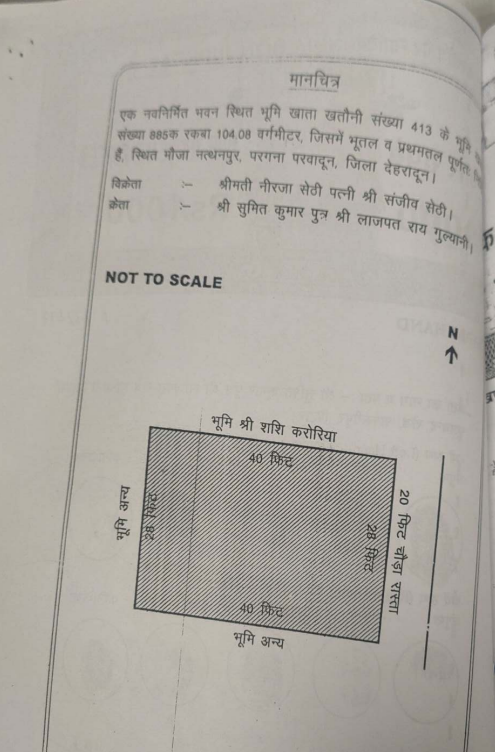 मानचित्र
एक नवनिर्मित भवन स्थित भूमि खाता खतौनी संख्या 413 के भूमि
संख्या 885क रकबा 104.08 वर्गमीटर, जिसमें भूतल व प्रथमतल पूर्णतः
हैं, स्थित मौजा नत्थनपुर, परगना परवादून, जिला देहरादून।
विक्रेता :- श्रीमती नीरजा सेठी पत्नी श्री संजीव सेठी।
क्रेता :- श्री सुमित कुमार पुत्र श्री लाजपत राय गुल्यानी।
NOT TO SCALE
N
भूमि श्री शशि करोरिया
40 फिट
भूमि अन्य
28 फिट
28 फिट
20 फिट चौड़ा रास्ता
40 फिट
भूमि अन्य